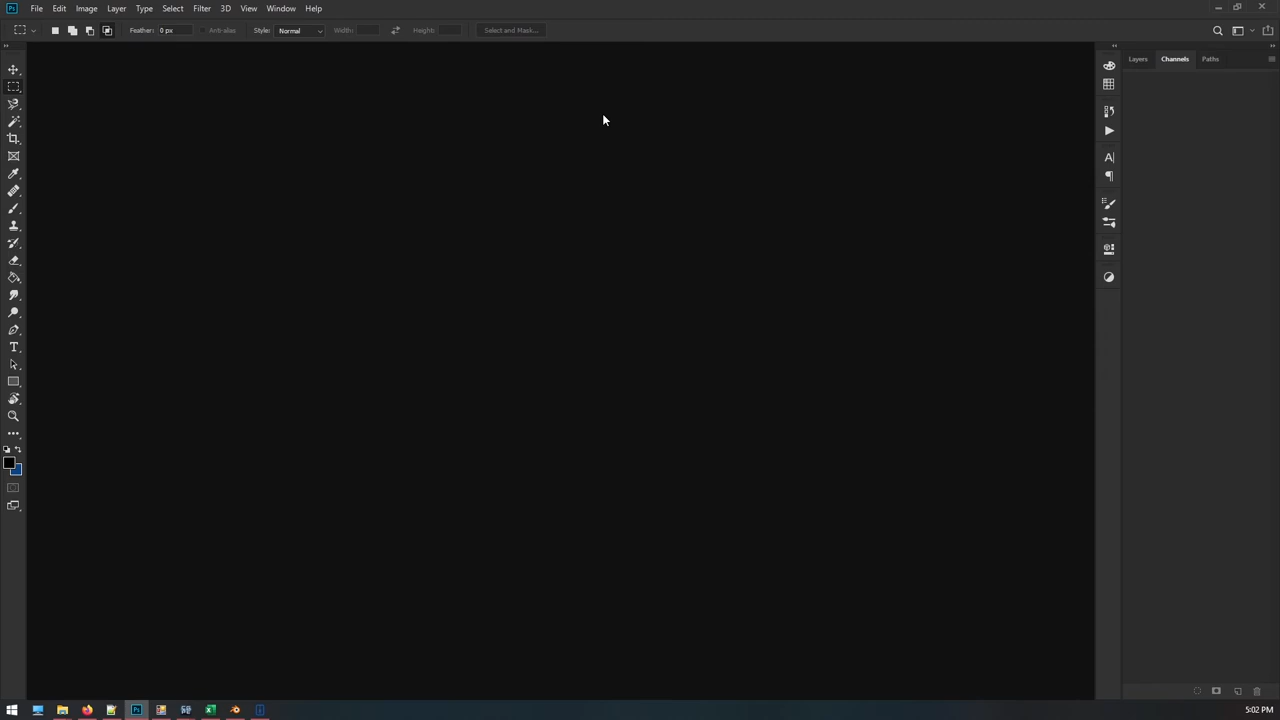 Ps File Edit Image Layer Type Select Filter 3D View Window Help
Feather: 0 px Anti-alias Style: Normal Width: Height: Select and Mask...
Layers Channels Paths
5:02 PM